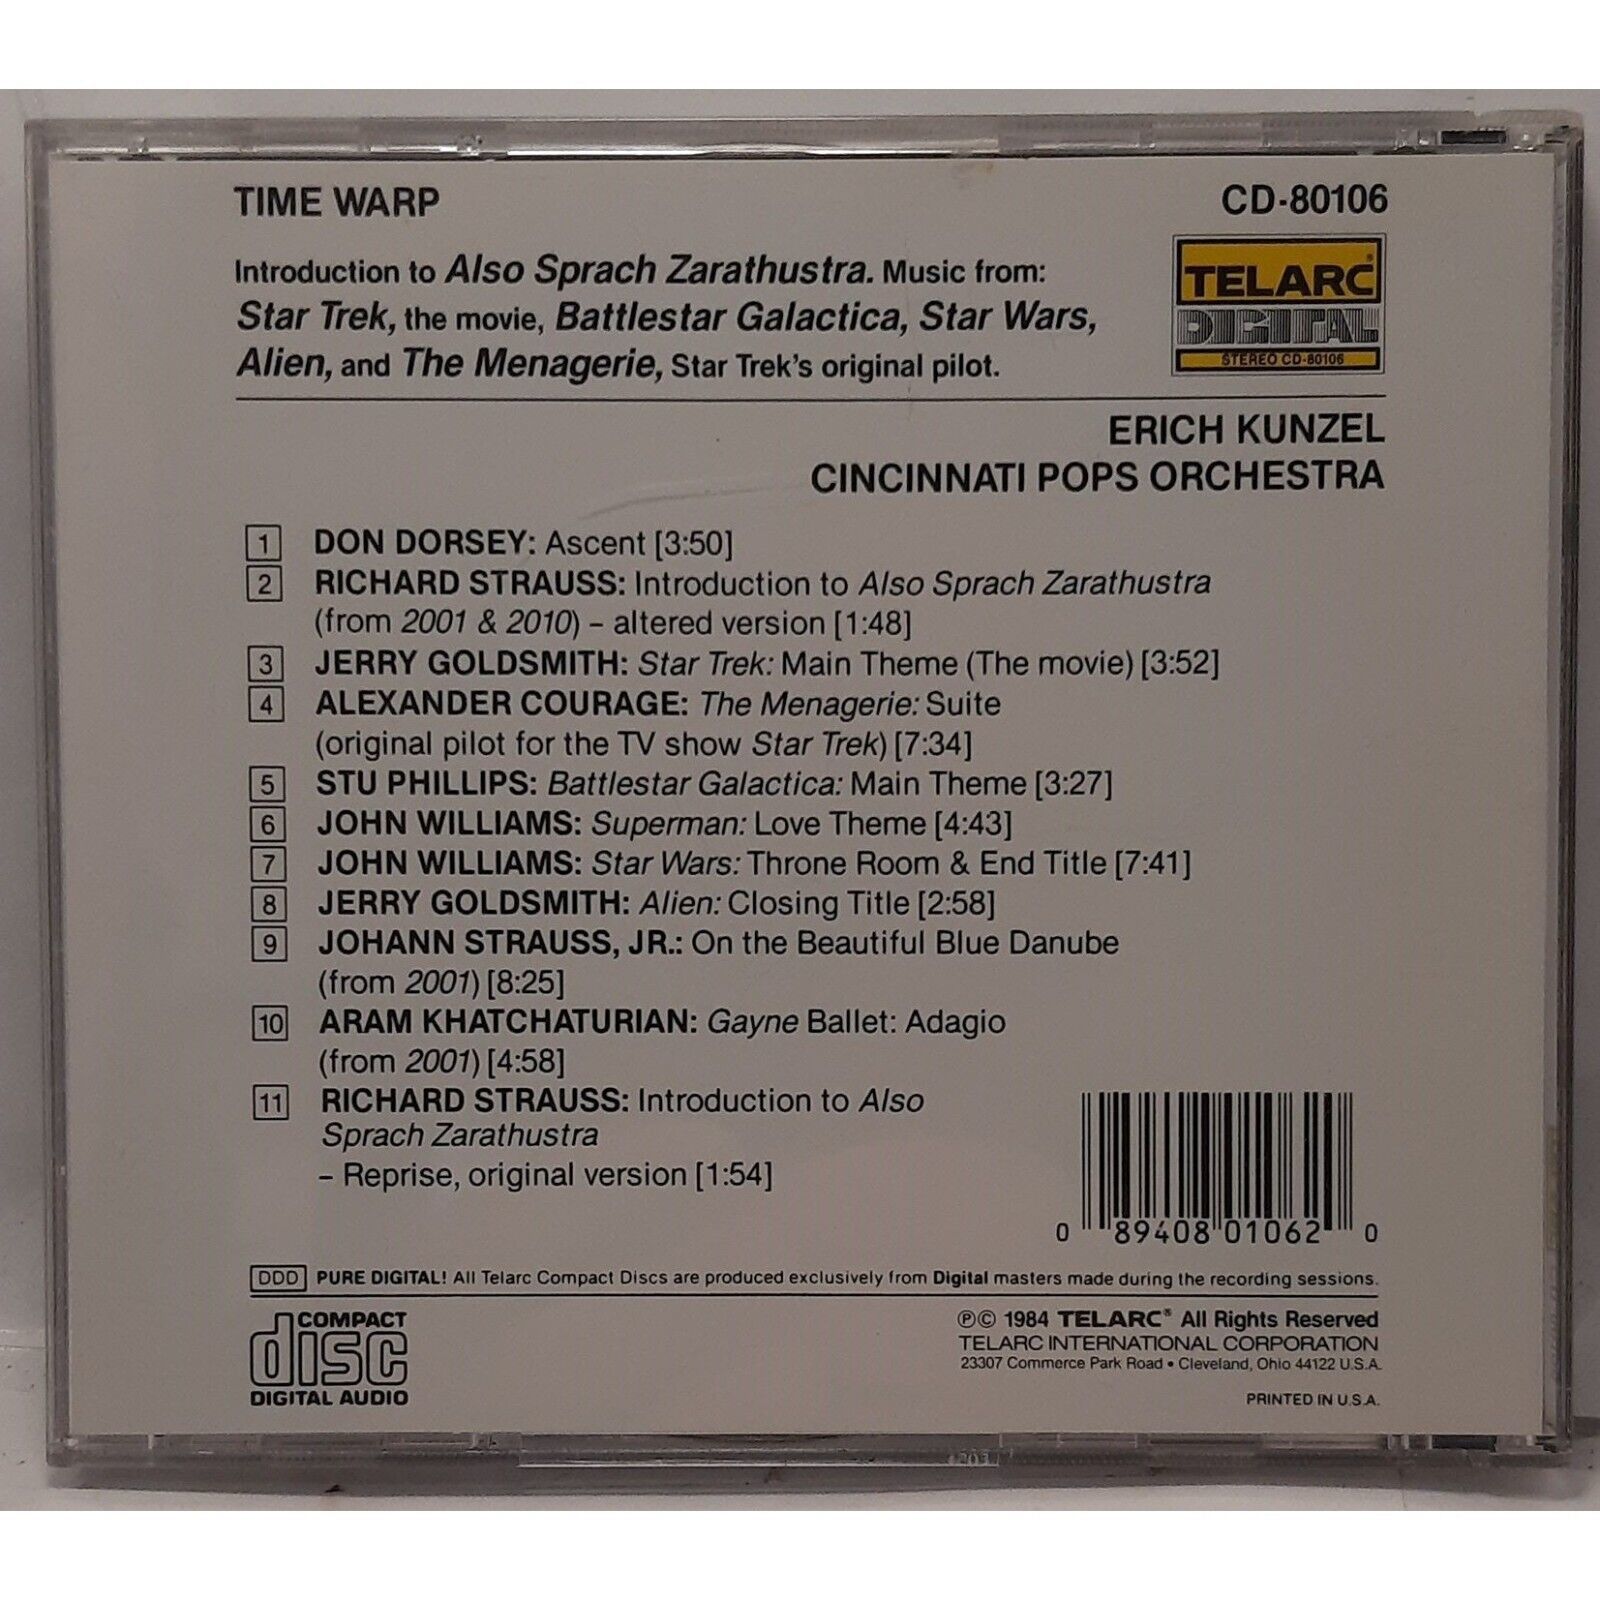 TIME WARP
CD-80106
Introduction to Also Sprach Zarathustra. Music from:
Star Trek, the movie, Battlestar Galactica, Star Wars,
Alien, and The Menagerie, Star Trek's original pilot.
TELARC®
DIGITAL
STEREO CD-80106
ERICH KUNZEL
CINCINNATI POPS ORCHESTRA
1 DON DORSEY: Ascent [3:50]
2 RICHARD STRAUSS: Introduction to Also Sprach Zarathustra
(from 2001 & 2010) – altered version [1:48]
3 JERRY GOLDSMITH: Star Trek: Main Theme (The movie) [3:52]
4 ALEXANDER COURAGE: The Menagerie: Suite
(original pilot for the TV show Star Trek) [7:34]
5 STU PHILLIPS: Battlestar Galactica: Main Theme [3:27]
6 JOHN WILLIAMS: Superman: Love Theme [4:43]
7 JOHN WILLIAMS: Star Wars: Throne Room & End Title [7:41]
8 JERRY GOLDSMITH: Alien: Closing Title [2:58]
9 JOHANN STRAUSS, JR.: On the Beautiful Blue Danube
(from 2001) [8:25]
10 ARAM KHATCHATURIAN: Gayne Ballet: Adagio
(from 2001) [4:58]
11 RICHARD STRAUSS: Introduction to Also
Sprach Zarathustra
– Reprise, original version [1:54]
0 89408 01062 0
DDD PURE DIGITAL! All Telarc Compact Discs are produced exclusively from Digital masters made during the recording sessions.
COMPACT
disc
DIGITAL AUDIO
℗© 1984 TELARC® All Rights Reserved
TELARC INTERNATIONAL CORPORATION
23307 Commerce Park Road • Cleveland, Ohio 44122 U.S.A.
PRINTED IN U.S.A.